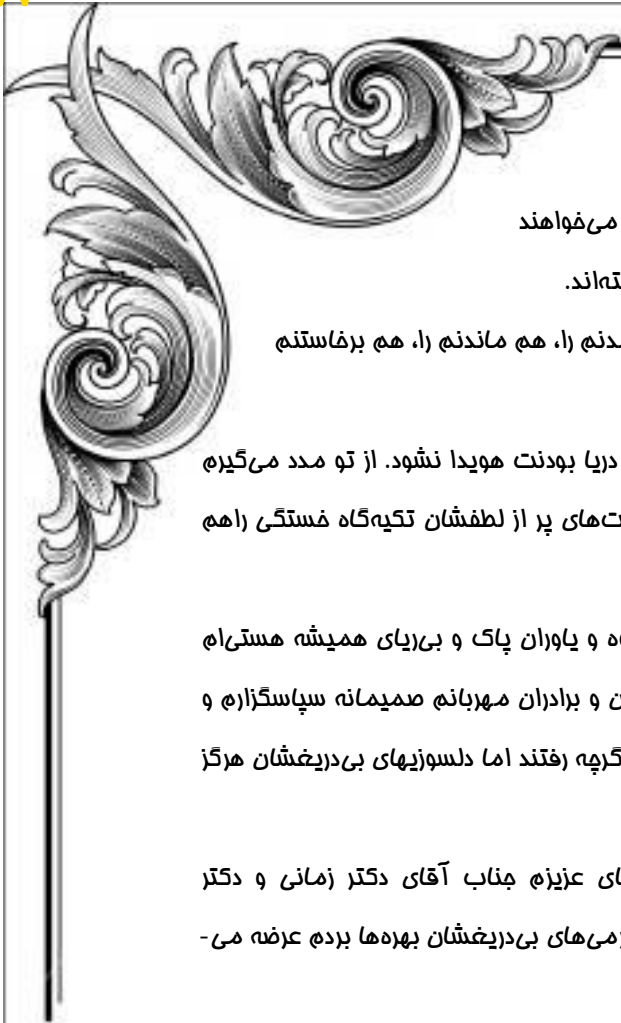 می‌خواهند
ته‌اند.
دنم را، هم ماندنم را، هم برخاستنم
دریا بودنت هویدا نشود. از تو مدد می‌گیرم
ت‌های پر از لطفشان تکیه‌گاه خستگی راهم
ه و یاوران پاک و بی‌ریای همیشه هستی‌ام
ن و برادران مهربانم صمیمانه سپاسگزارم و
گرچه رفتند اما دلسوزیهای بی‌دریغشان هرگز
ای عزیزم جناب آقای دکتر زمانی و دکتر
رمی‌های بی‌دریغشان بهره‌ها بردم عرضه می-